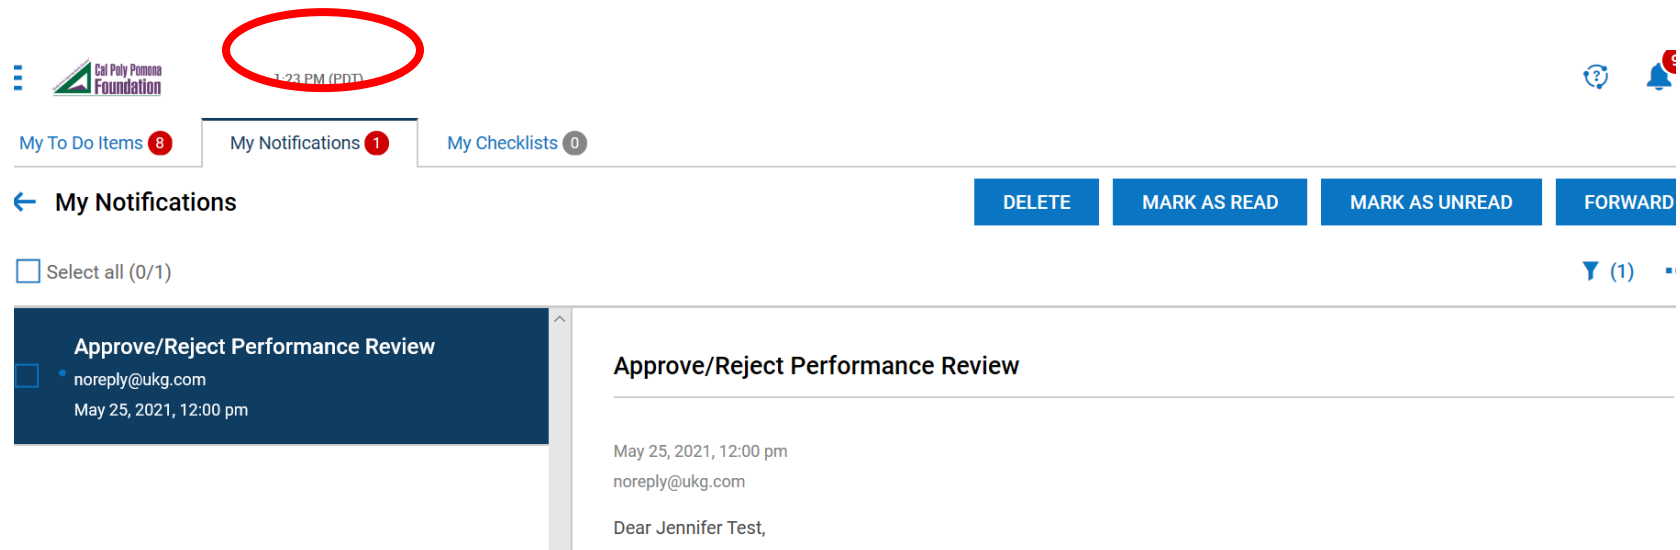 Cal Poly Pomona
Foundation
1:23 PM (PDT)
9
My To Do Items 8
My Notifications 1
My Checklists 0
My Notifications
DELETE
MARK AS READ
MARK AS UNREAD
FORWARD
Select all (0/1)
(1)
Approve/Reject Performance Review
noreply@ukg.com
May 25, 2021, 12:00 pm
Approve/Reject Performance Review
May 25, 2021, 12:00 pm
noreply@ukg.com
Dear Jennifer Test,